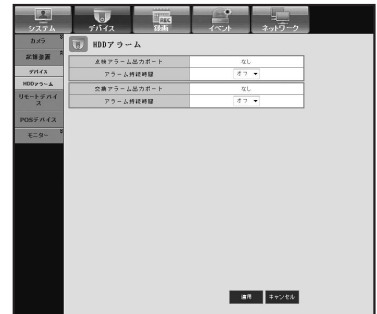 システム
デバイス
録画
イベント
ネットワーク
カメラ
記憶装置
デバイス
HDDアラーム
リモートデバイ
ス
POSデバイス
モニター
HDDアラーム
点検アラーム出力ポート
なし
アラーム持続時間
オフ
交換アラーム出力ポート
なし
アラーム持続時間
オフ
適用
キャンセル